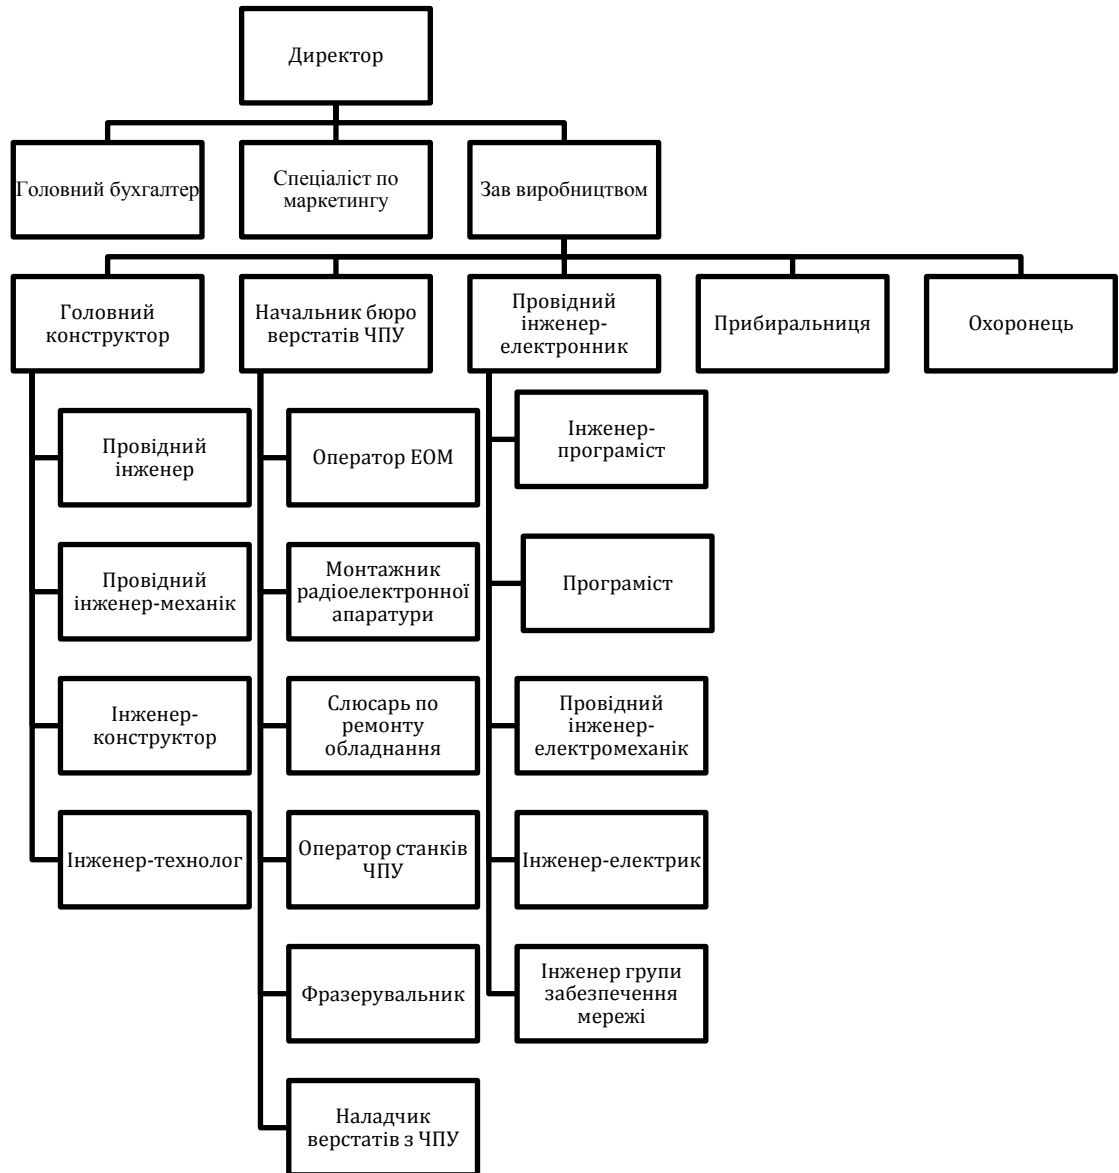 Директор
Головний бухгалтер
Спеціаліст по
маркетингу
Зав виробництвом
Головний
конструктор
Начальник бюро
верстатів ЧПУ
Провідний
інженер-
електронник
Прибиральниця
Охоронець
Провідний
інженер
Провідний
інженер-механік
Інженер-
конструктор
Інженер-технолог
Оператор ЕОМ
Монтажник
радіоелектронної
апаратури
Слюсарь по
ремонту
обладнання
Оператор станків
ЧПУ
Фразерувальник
Наладчик
верстатів з ЧПУ
Інженер-
програміст
Програміст
Провідний
інженер-
електромеханік
Інженер-електрик
Інженер групи
забезпечення
мережі